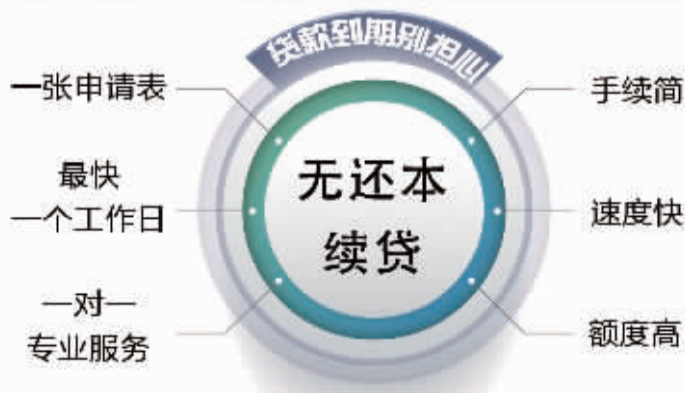 贷款到期别担心
一张申请表
最快
一个工作日
一对一
专业服务
无还本
续贷
手续简
速度快
额度高